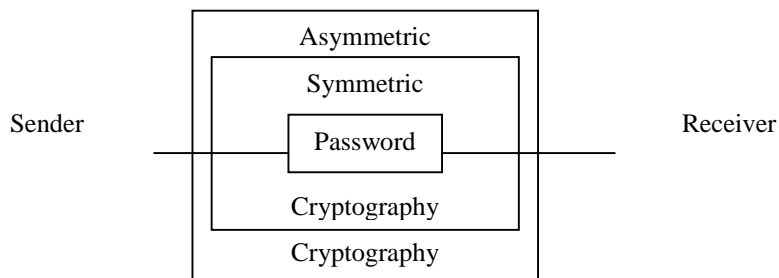 Asymmetric
Symmetric
Sender
Receiver
Password
Cryptography
Cryptography